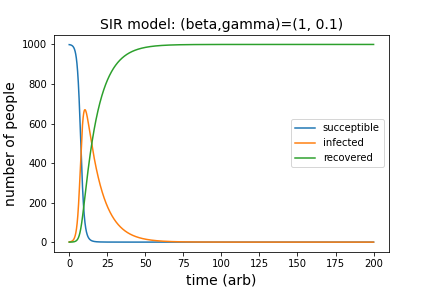 SIR model: (beta,gamma)=(1, 0.1)
number of people
1000
800
600
400
200
0
succeptible
infected
recovered
0 25 50 75 100 125 150 175 200
time (arb)